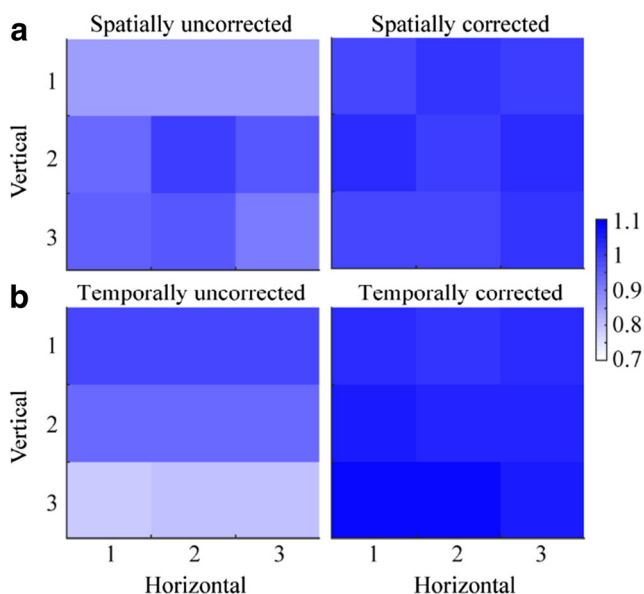 a
Spatially uncorrected
Spatially corrected
Vertical
1
2
3
b
Temporally uncorrected
Temporally corrected
Vertical
1
2
3
1 2 3
1 2 3
Horizontal
Horizontal
1.1
1
0.9
0.8
0.7